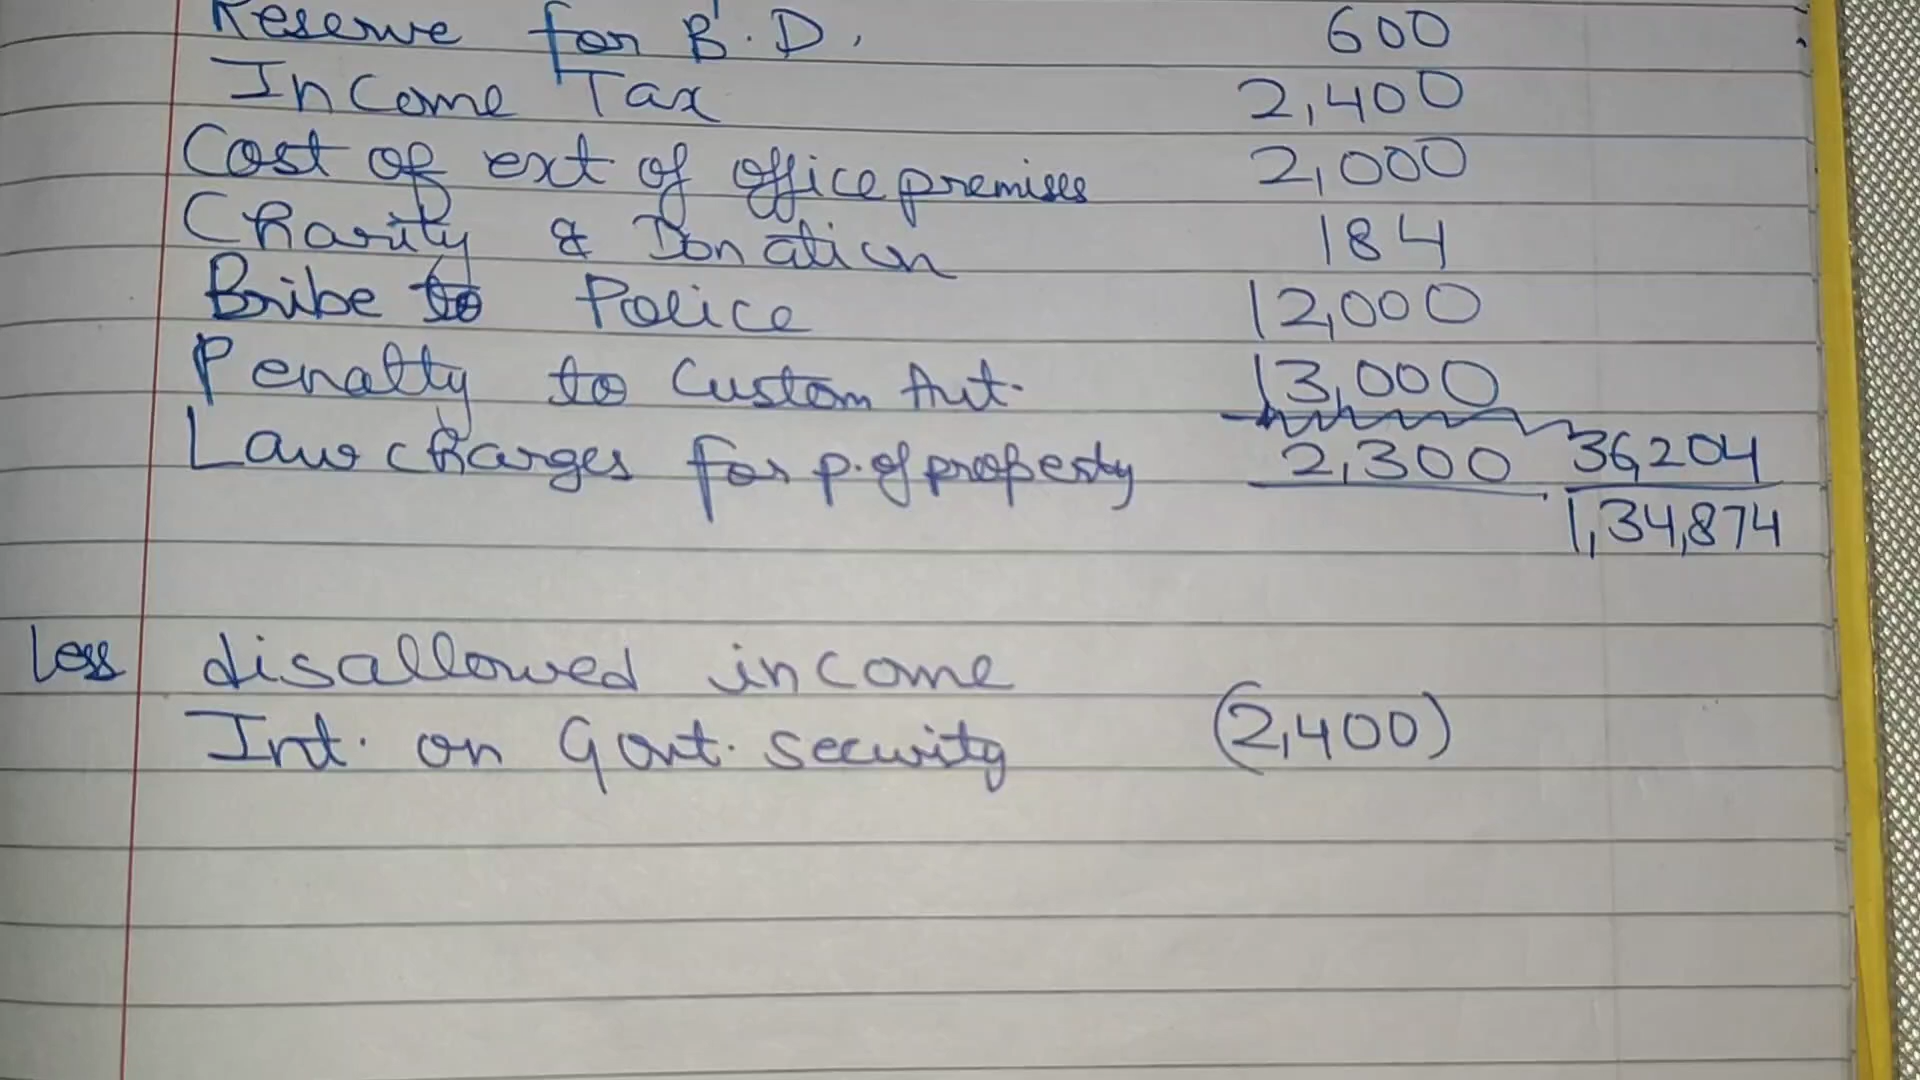 Reserve for B.D. 600
Income Tax 2,400
Cost of ext. of office premises 2,000
Charity & Donation 184
Bribe to Police 12,000
Penalty to Custom Aut. 13,000
Law charges for p. of property 2,300 36,204
1,34,874
Less disallowed income
Int. on Govt. security (2,400)